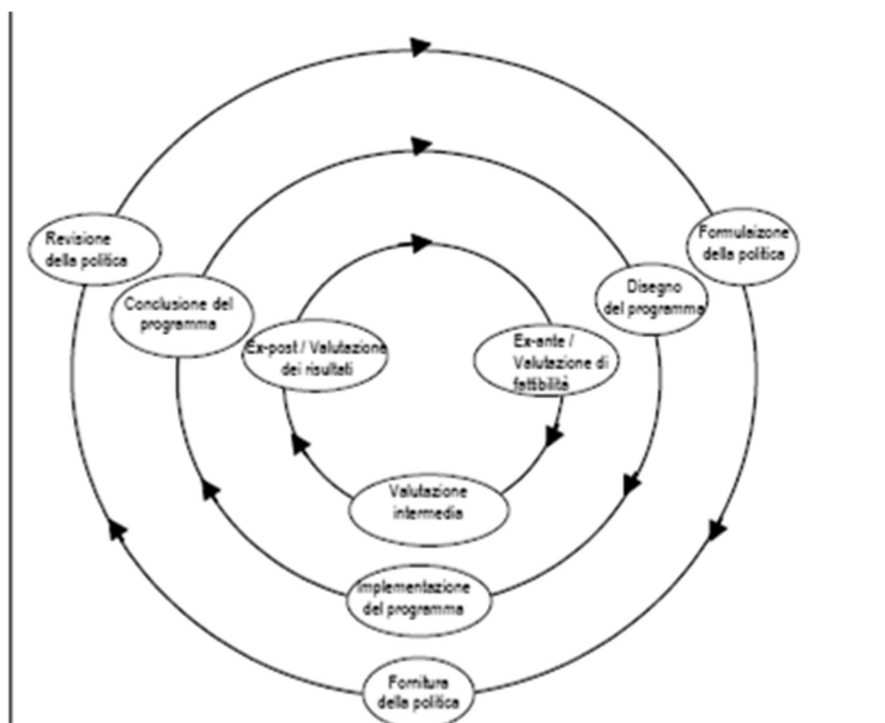 Revisione
della politica
Formulaizone
della politica
Conclusione del
programma
Disegno
del programma
Ex-post / Valutazione
dei risultati
Ex-ante /
Valutazione di
fattibilità
Valutazione
intermedia
Implementazione
del programma
Fornitura
della politica